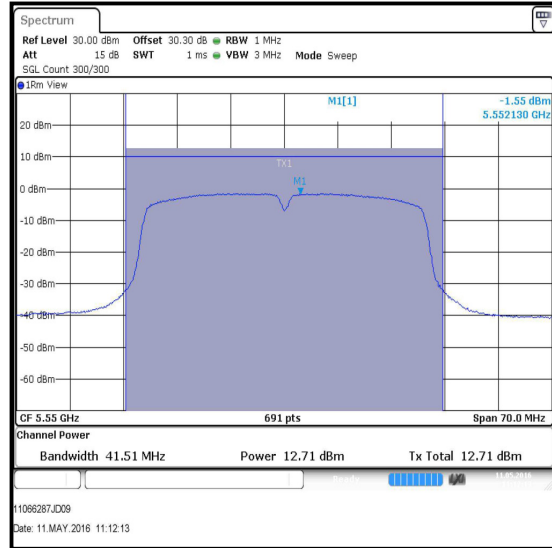 Spectrum
Ref Level 30.00 dBm Offset 30.30 dB RBW 1 MHz
Att 15 dB SWT 1 ms VBW 3 MHz Mode Sweep
SGL Count 300/300
1Rm View
M1[1] -1.55 dBm
5.552130 GHz
20 dBm
10 dBm
TX1
M1
0 dBm
-10 dBm
-20 dBm
-30 dBm
-40 dBm
-50 dBm
-60 dBm
CF 5.55 GHz 691 pts Span 70.0 MHz
Channel Power
Bandwidth 41.51 MHz Power 12.71 dBm Tx Total 12.71 dBm
Ready 11.05.2016
11066287JD09
Date: 11.MAY.2016 11:12:13